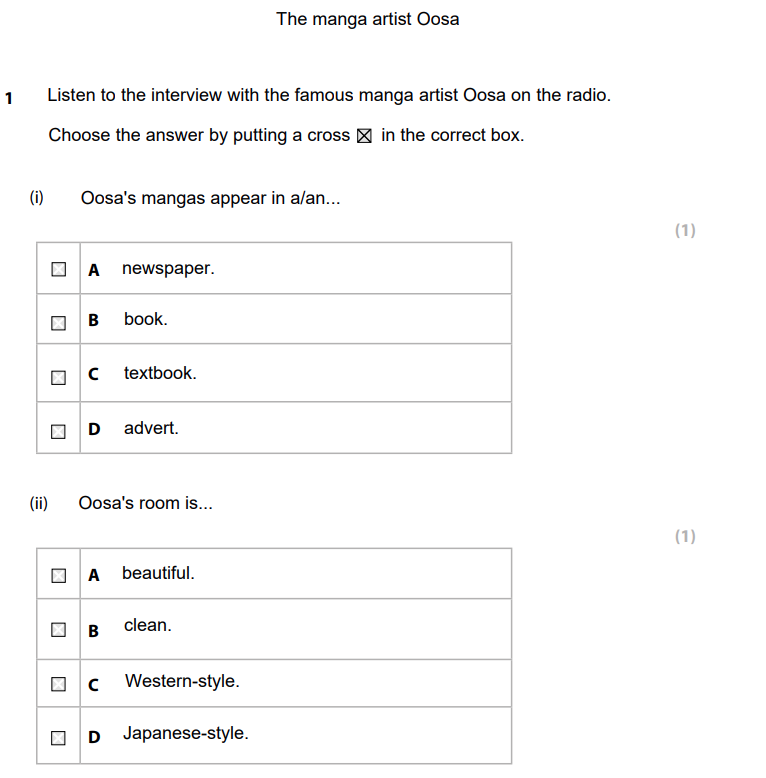 The manga artist Oosa
1 Listen to the interview with the famous manga artist Oosa on the radio.
Choose the answer by putting a cross ☒ in the correct box.
(i) Oosa's mangas appear in a/an...
(1)
☒ A newspaper.
☒ B book.
☒ C textbook.
☒ D advert.
(ii) Oosa's room is...
(1)
☒ A beautiful.
☒ B clean.
☒ C Western-style.
☒ D Japanese-style.